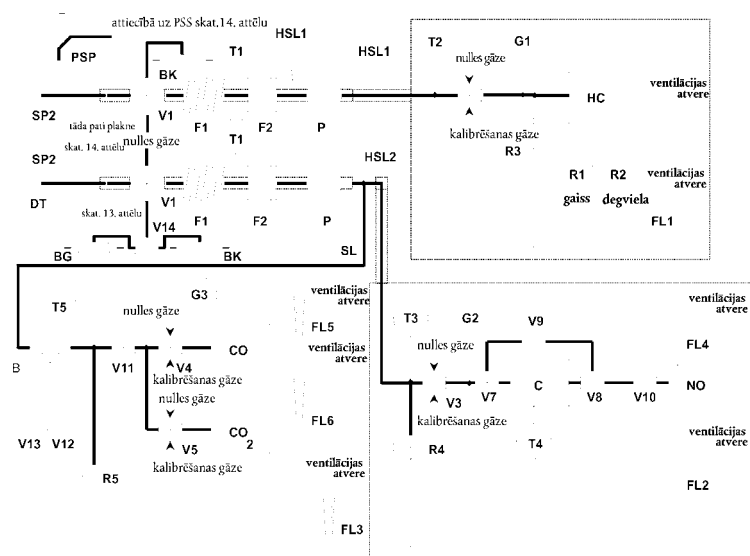 attiecībā uz PSS skat. 14. attēlu
PSP
BK
T1
HSL1
HSL1
T2
G1
nulles gāze
ventilācijas atvere
HC
SP2
V1
F1
F2
P
kalibrēšanas gāze
tāda pati plakne
nulles gāze
skat. 14. attēlu
T1
R3
SP2
HSL2
R1
R2
ventilācijas atvere
gaiss
degviela
DT
V1
skat. 13. attēlu
F1
F2
P
FL1
V14
BG
BK
SL
G3
ventilācijas atvere
ventilācijas atvere
T5
nulles gāze
FL5
T3
G2
V9
nulles gāze
FL4
B
V11
V4
CO
ventilācijas atvere
kalibrēšanas gāze
nulles gāze
V3
V7
C
V8
V10
NO
kalibrēšanas gāze
FL6
V13
V12
V5
CO2
R4
T4
ventilācijas atvere
kalibrēšanas gāze
ventilācijas atvere
R5
FL2
FL3